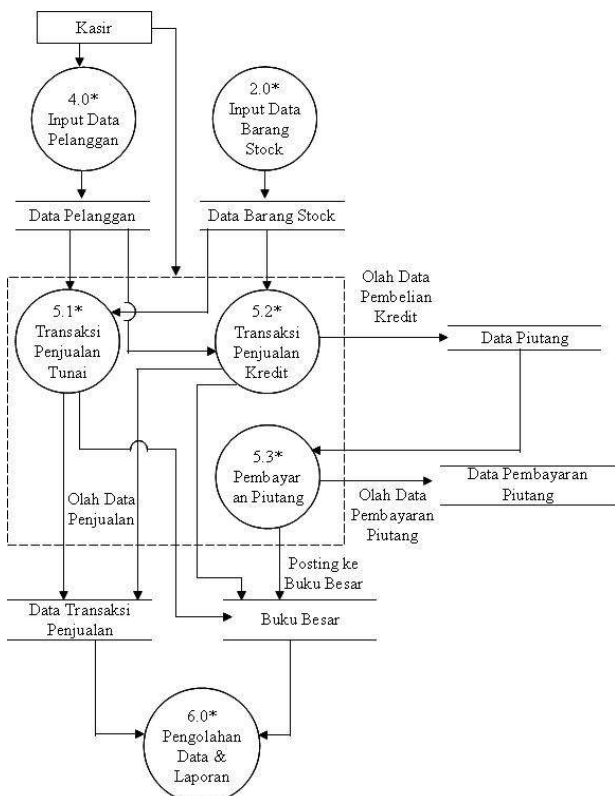 Kasir
4.0*
Input Data
Pelanggan
2.0*
Input Data
Barang
Stock
Data Pelanggan
Data Barang Stock
5.1*
Transaksi
Penjualan
Tunai
5.2*
Transaksi
Penjualan
Kredit
Olah Data
Pembelian
Kredit
Data Piutang
5.3*
Pembayar
an Piutang
Olah Data
Pembayaran
Piutang
Data Pembayaran
Piutang
Olah Data
Penjualan
Posting ke
Buku Besar
Data Transaksi
Penjualan
Buku Besar
6.0*
Pengolahan
Data &
Laporan